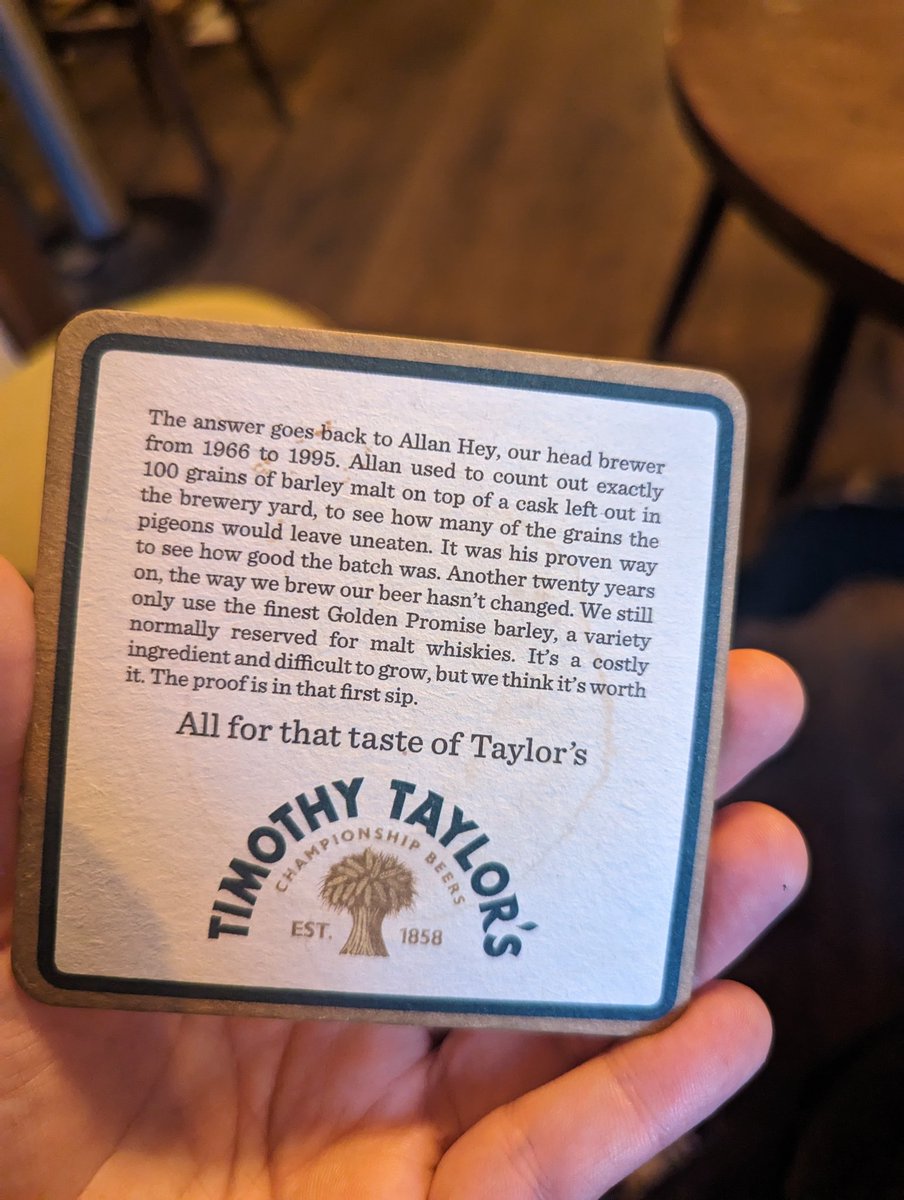 The answer goes back to Allan Hey, our head brewer
from 1966 to 1995. Allan used to count out exactly
100 grains of barley malt on top of a cask left out in
the brewery yard, to see how many of the grains the
pigeons would leave uneaten. It was his proven way
to see how good the batch was. Another twenty years
on, the way we brew our beer hasn't changed. We still
only use the finest Golden Promise barley, a variety
normally reserved for malt whiskies. It's a costly
ingredient and difficult to grow, but we think it's worth
it. The proof is in that first sip.
All for that taste of Taylor's
TIMOTHY TAYLOR'S
CHAMPIONSHIP BEERS
EST. 1858